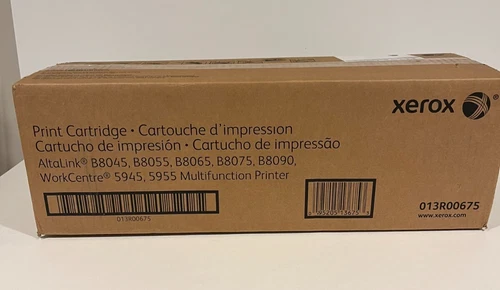 xerox
Print Cartridge • Cartouche d'impression
Cartucho de impresión • Cartucho de impressão
AltaLink® B8045, B8055, B8065, B8075, B8090,
WorkCentre® 5945, 5955 Multifunction Printer
013R00675
013R00675
www.xerox.com